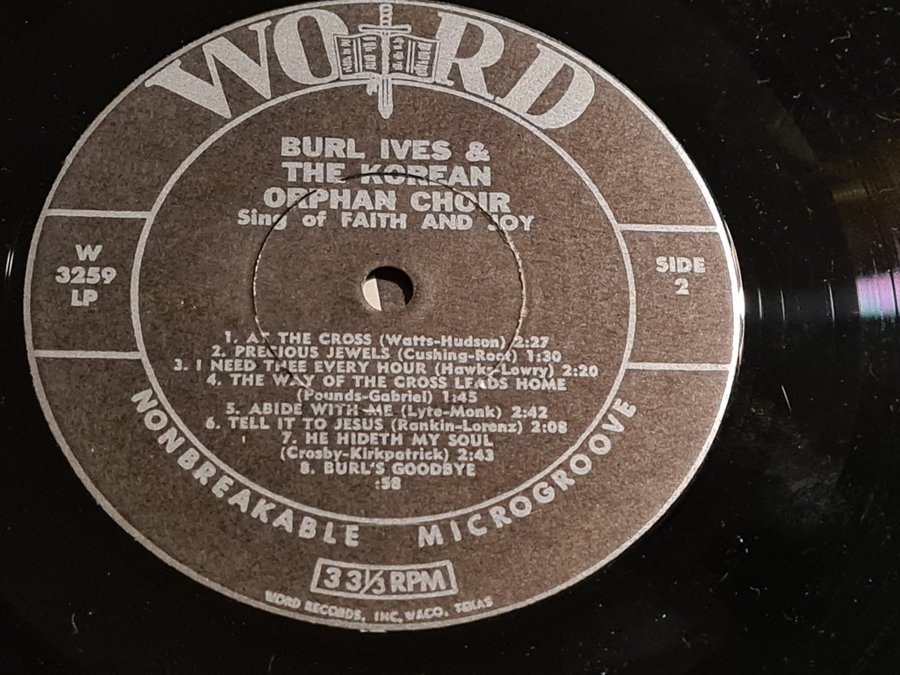 WORD
BURL IVES &
THE KOREAN
ORPHAN CHOIR
Sing of FAITH AND JOY
W
3259
LP
SIDE
2
1. AT THE CROSS (Watts-Hudson) 2:27
2. PRECIOUS JEWELS (Cushing-Root) 1:30
3. I NEED THEE EVERY HOUR (Hawks-Lowry) 2:20
4. THE WAY OF THE CROSS LEADS HOME
(Pounds-Gabriel) 1:45
5. ABIDE WITH ME (Lyte-Monk) 2:42
6. TELL IT TO JESUS (Rankin-Lorenz) 2:08
7. HE HIDETH MY SOUL
(Crosby-Kirkpatrick) 2:43
8. BURL'S GOODBYE
:58
NONBREAKABLE MICROGROOVE
33⅓ RPM
WORD RECORDS, INC. WACO, TEXAS